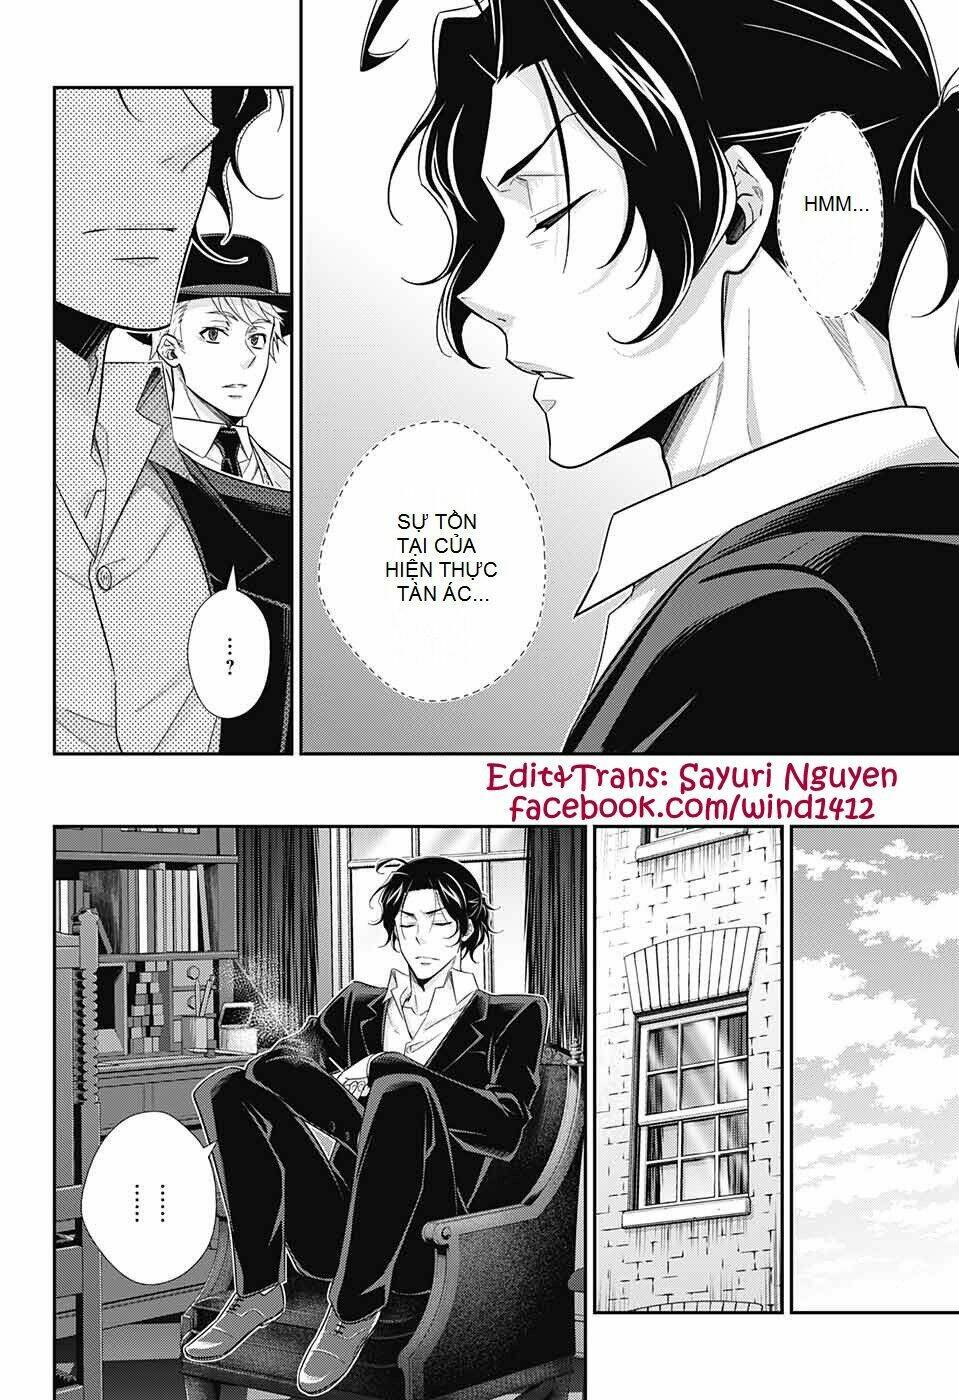 HMM...
SỰ TỒN
TẠI CỦA
HIỆN THỰC
TÀN ÁC...
...?
Edit&Trans: Sayuri Nguyen
facebook.com/wind1412
......